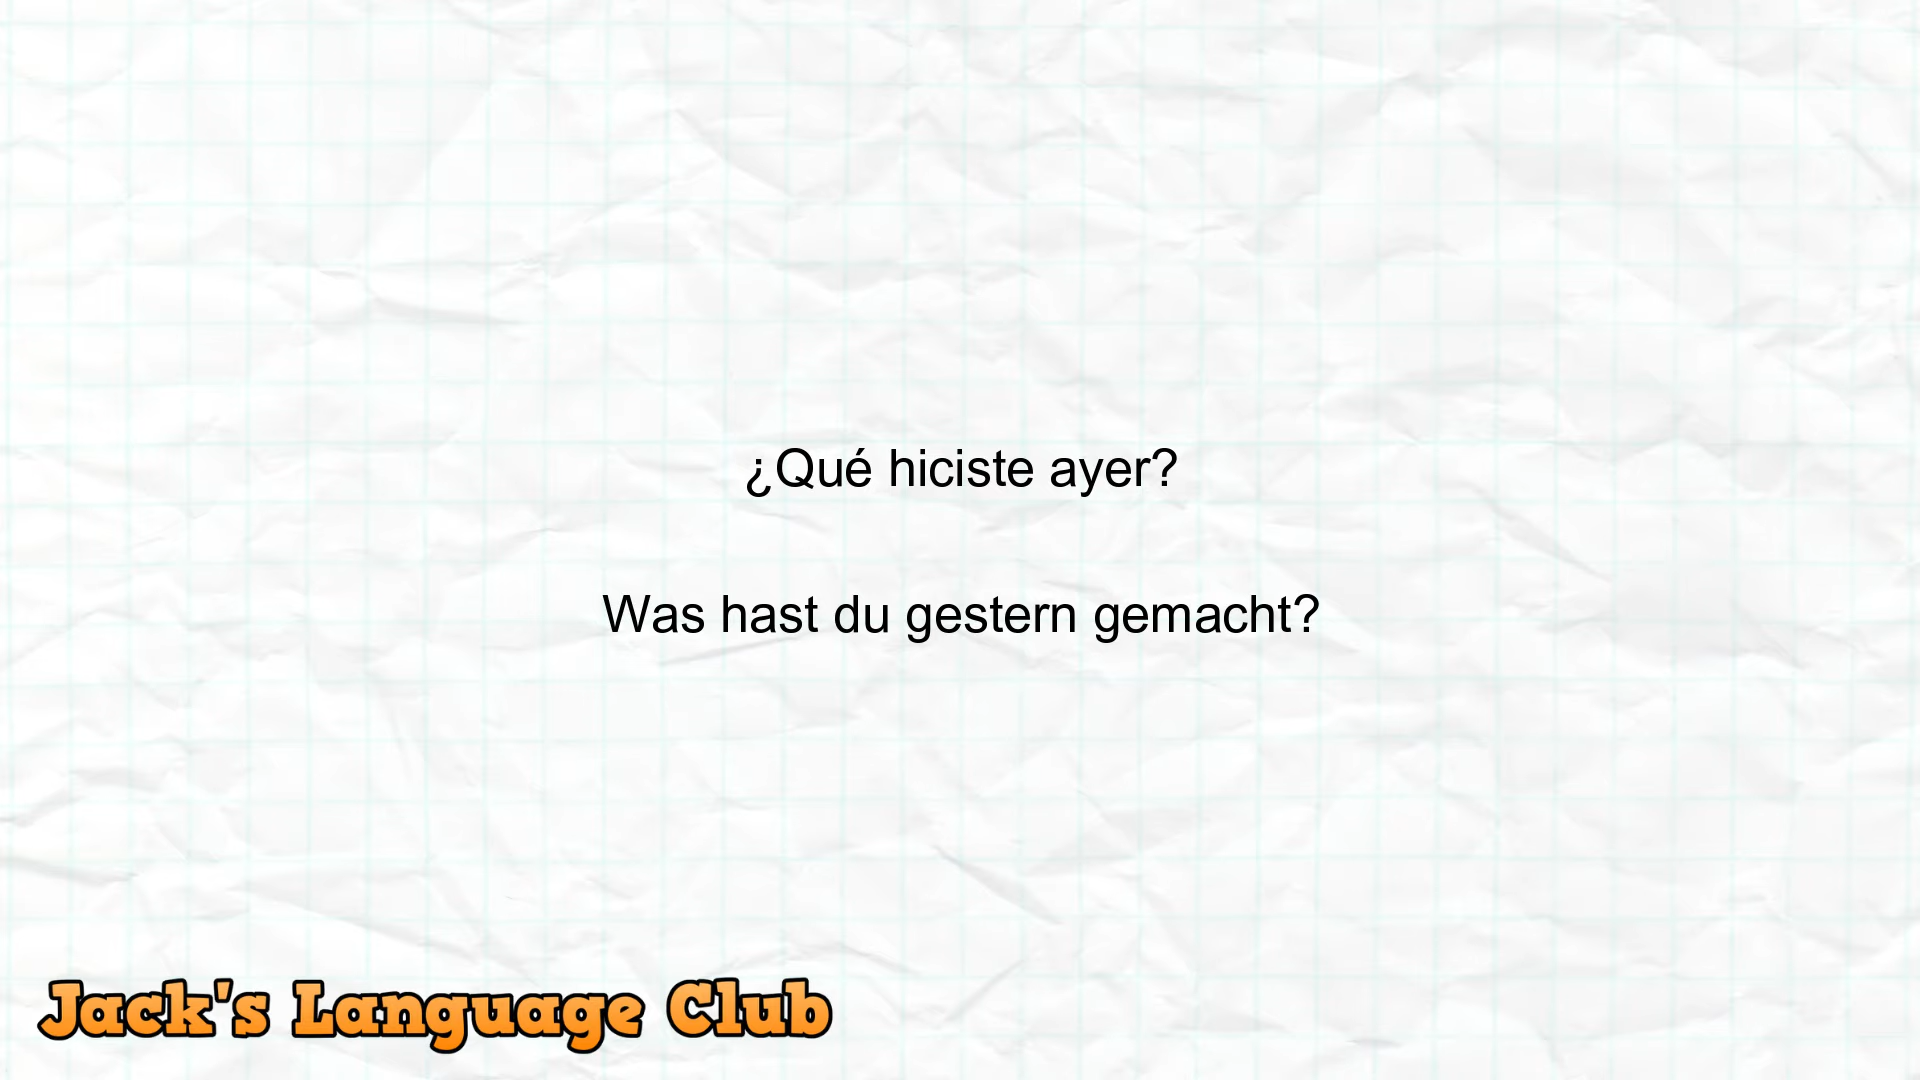 ¿Qué hiciste ayer?
Was hast du gestern gemacht?
Jack's Language Club